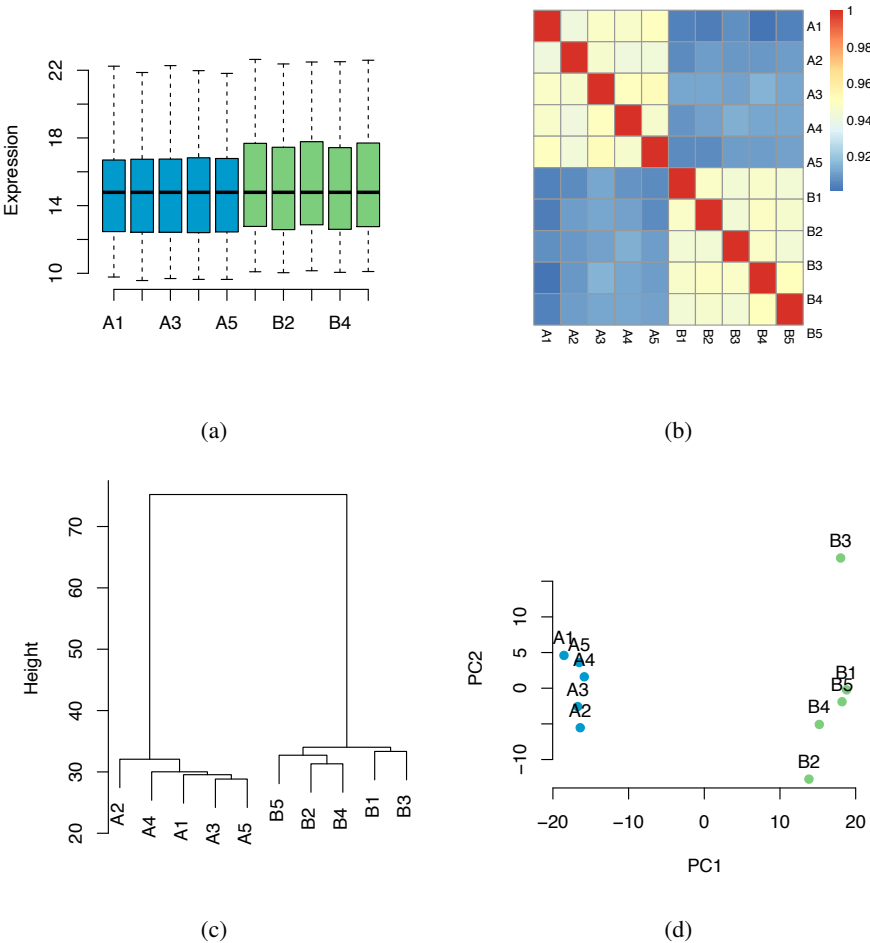 Expression
22
18
14
10
A1 A3 A5 B2 B4
(a)
1
0.98
0.96
0.94
0.92
A1
A2
A3
A4
A5
B1
B2
B3
B4
B5
A1 A2 A3 A4 A5 B1 B2 B3 B4 B5
(b)
Height
70
60
50
40
30
20
A2 A4 A1 A3 A5 B5 B2 B4 B1 B3
(c)
PC2
10
5
0
−10
B3
A1
A5
A4
A3
A2
B1
B5
B4
B2
−20 −10 0 10 20
PC1
(d)